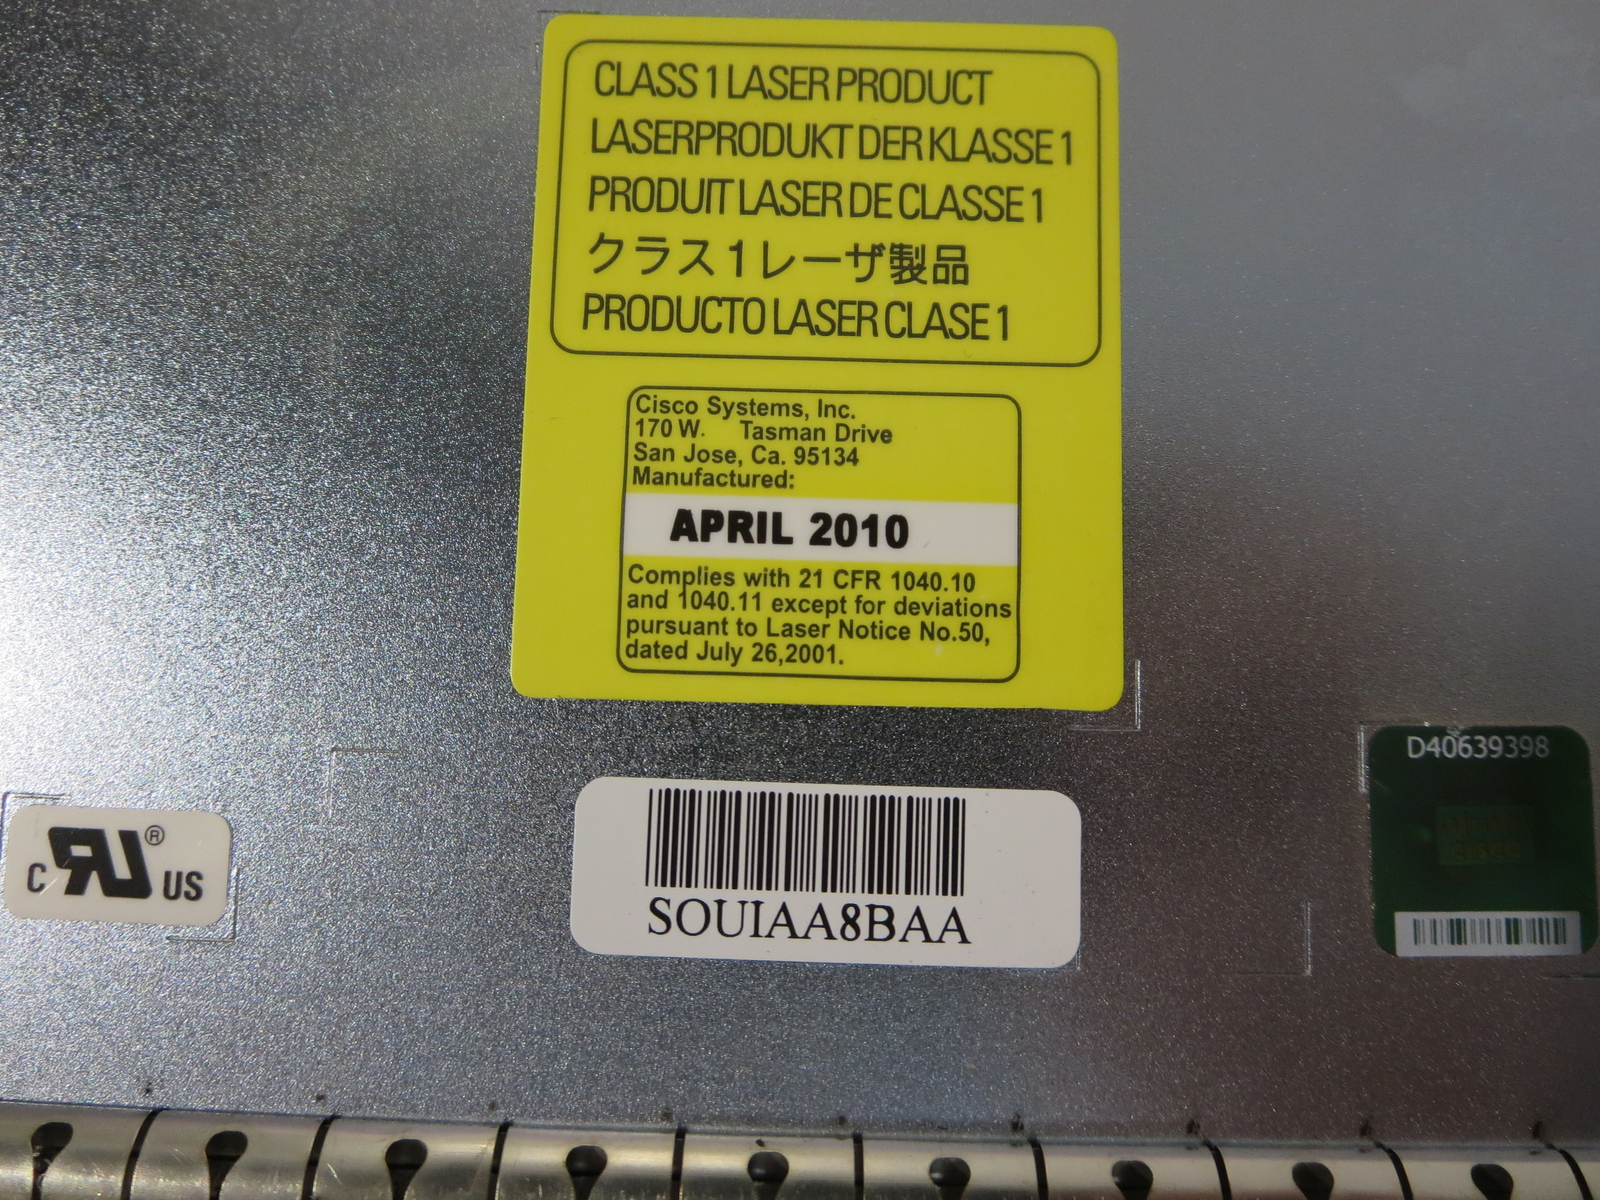 CLASS 1 LASER PRODUCT
LASERPRODUKT DER KLASSE 1
PRODUIT LASER DE CLASSE 1
クラス1レーザ製品
PRODUCTO LASER CLASE 1
Cisco Systems, Inc.
170 W. Tasman Drive
San Jose, Ca. 95134
Manufactured:
APRIL 2010
Complies with 21 CFR 1040.10
and 1040.11 except for deviations
pursuant to Laser Notice No.50,
dated July 26,2001.
D40639398
CISCO
C RU ® US
SOUIAA8BAA